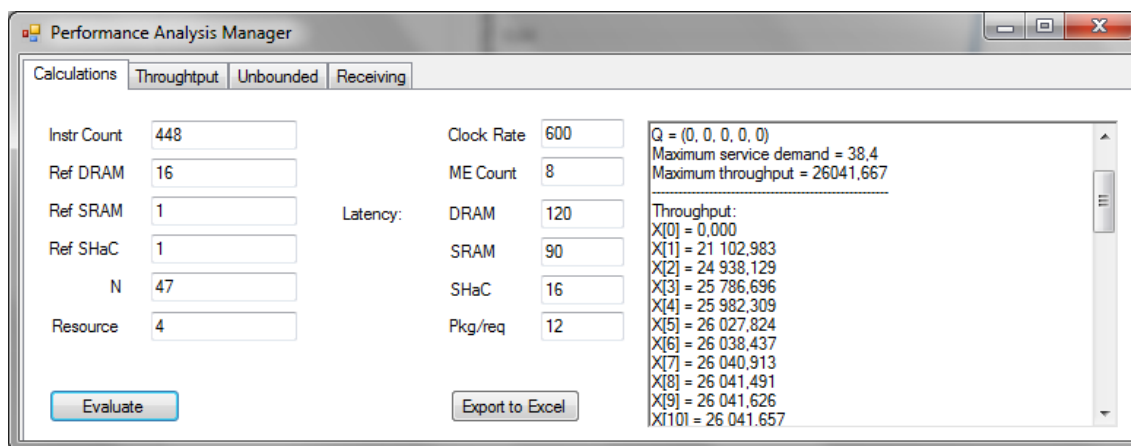 Performance Analysis Manager
Calculations Throughtput Unbounded Receiving
Instr Count 448
Ref DRAM 16
Ref SRAM 1
Ref SHaC 1
N 47
Resource 4
Evaluate
Latency:
Clock Rate 600
ME Count 8
DRAM 120
SRAM 90
SHaC 16
Pkg/req 12
Export to Excel
Q = (0, 0, 0, 0, 0)
Maximum service demand = 38,4
Maximum throughput = 26041,667
------------------------------------------------------
Throughput:
X[0] = 0,000
X[1] = 21 102,983
X[2] = 24 938,129
X[3] = 25 786,696
X[4] = 25 982,309
X[5] = 26 027,824
X[6] = 26 038,437
X[7] = 26 040,913
X[8] = 26 041,491
X[9] = 26 041,626
X[10] = 26 041,657